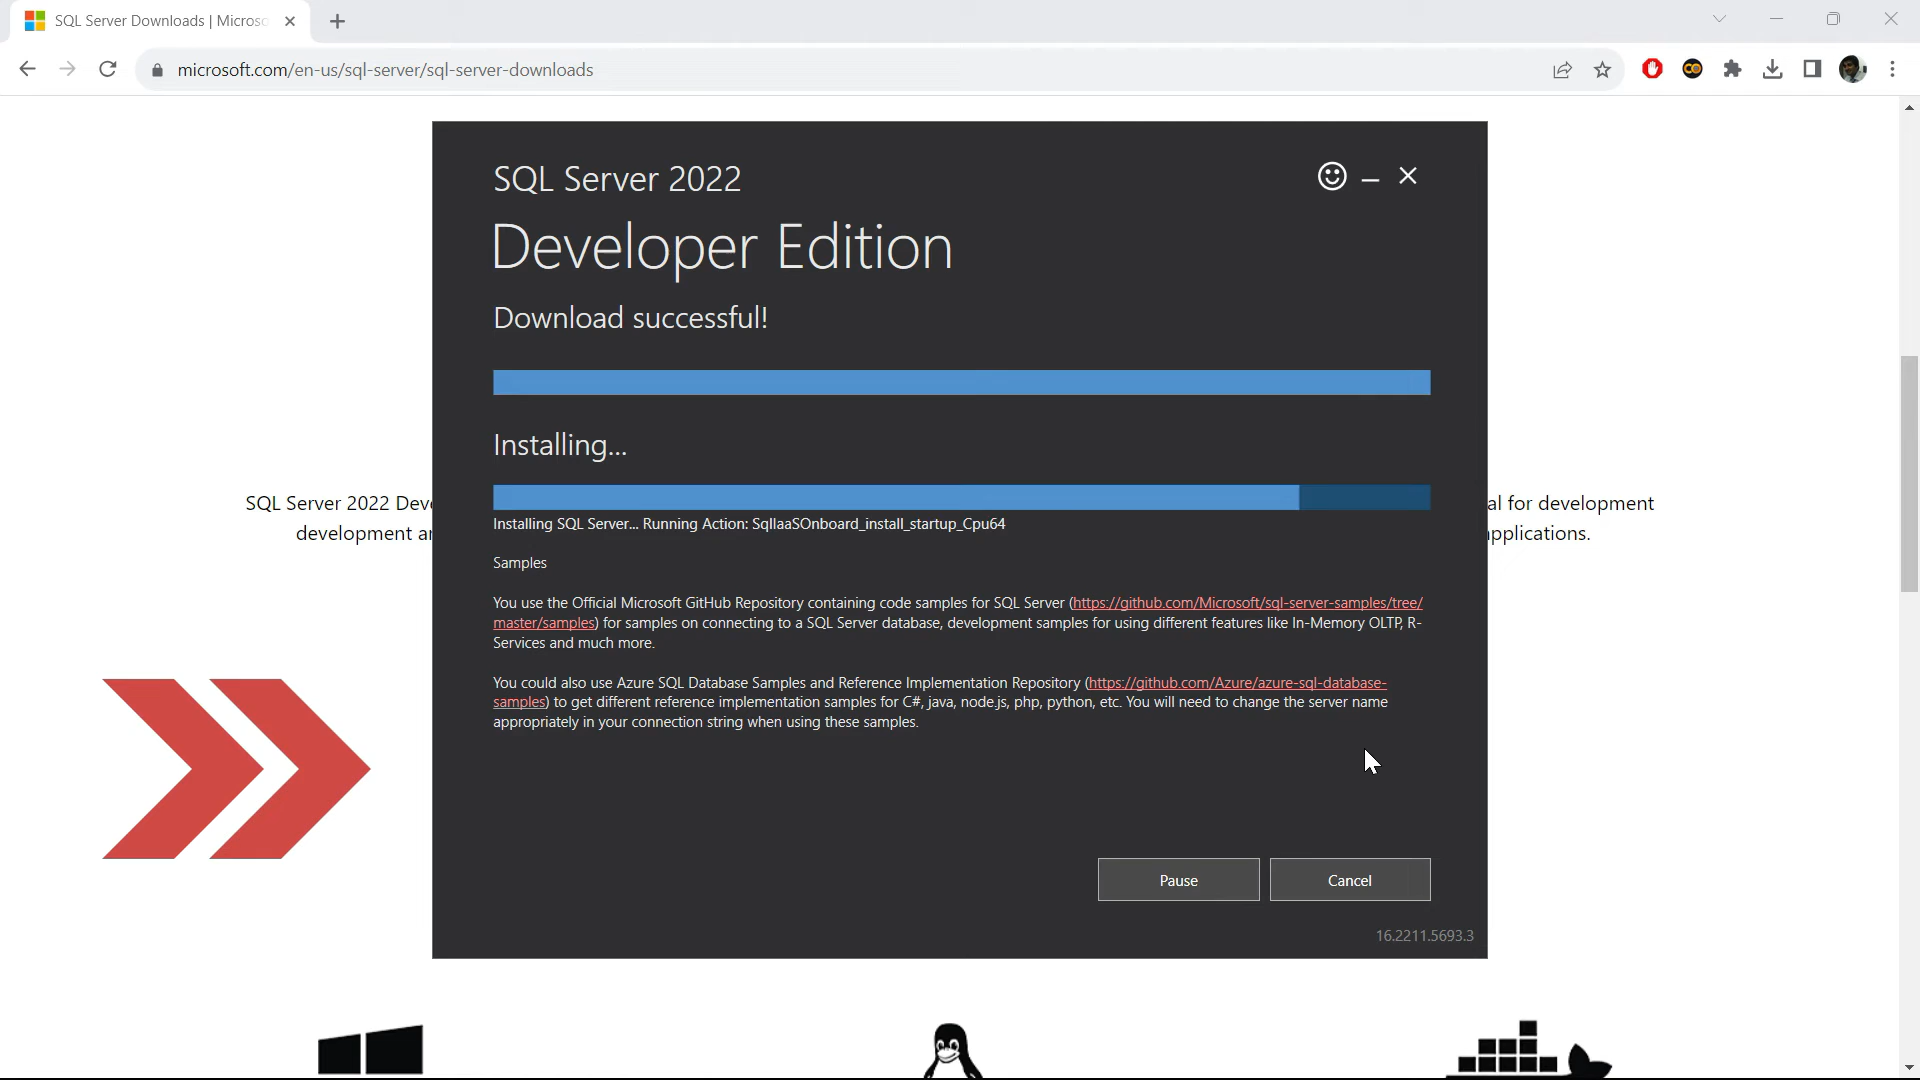 SQL Server Downloads | Microso
microsoft.com/en-us/sql-server/sql-server-downloads
SQL Server 2022
Developer Edition
Download successful!
Installing...
SQL Server 2022 Deve
al for development
development an
applications.
Installing SQL Server... Running Action: SqlIaaSOnboard_install_startup_Cpu64
Samples
You use the Official Microsoft GitHub Repository containing code samples for SQL Server (https://github.com/Microsoft/sql-server-samples/tree/
master/samples) for samples on connecting to a SQL Server database, development samples for using different features like In-Memory OLTP, R-
Services and much more.
You could also use Azure SQL Database Samples and Reference Implementation Repository (https://github.com/Azure/azure-sql-database-
samples) to get different reference implementation samples for C#, java, node.js, php, python, etc. You will need to change the server name
appropriately in your connection string when using these samples.
Pause
Cancel
16.2211.5693.3